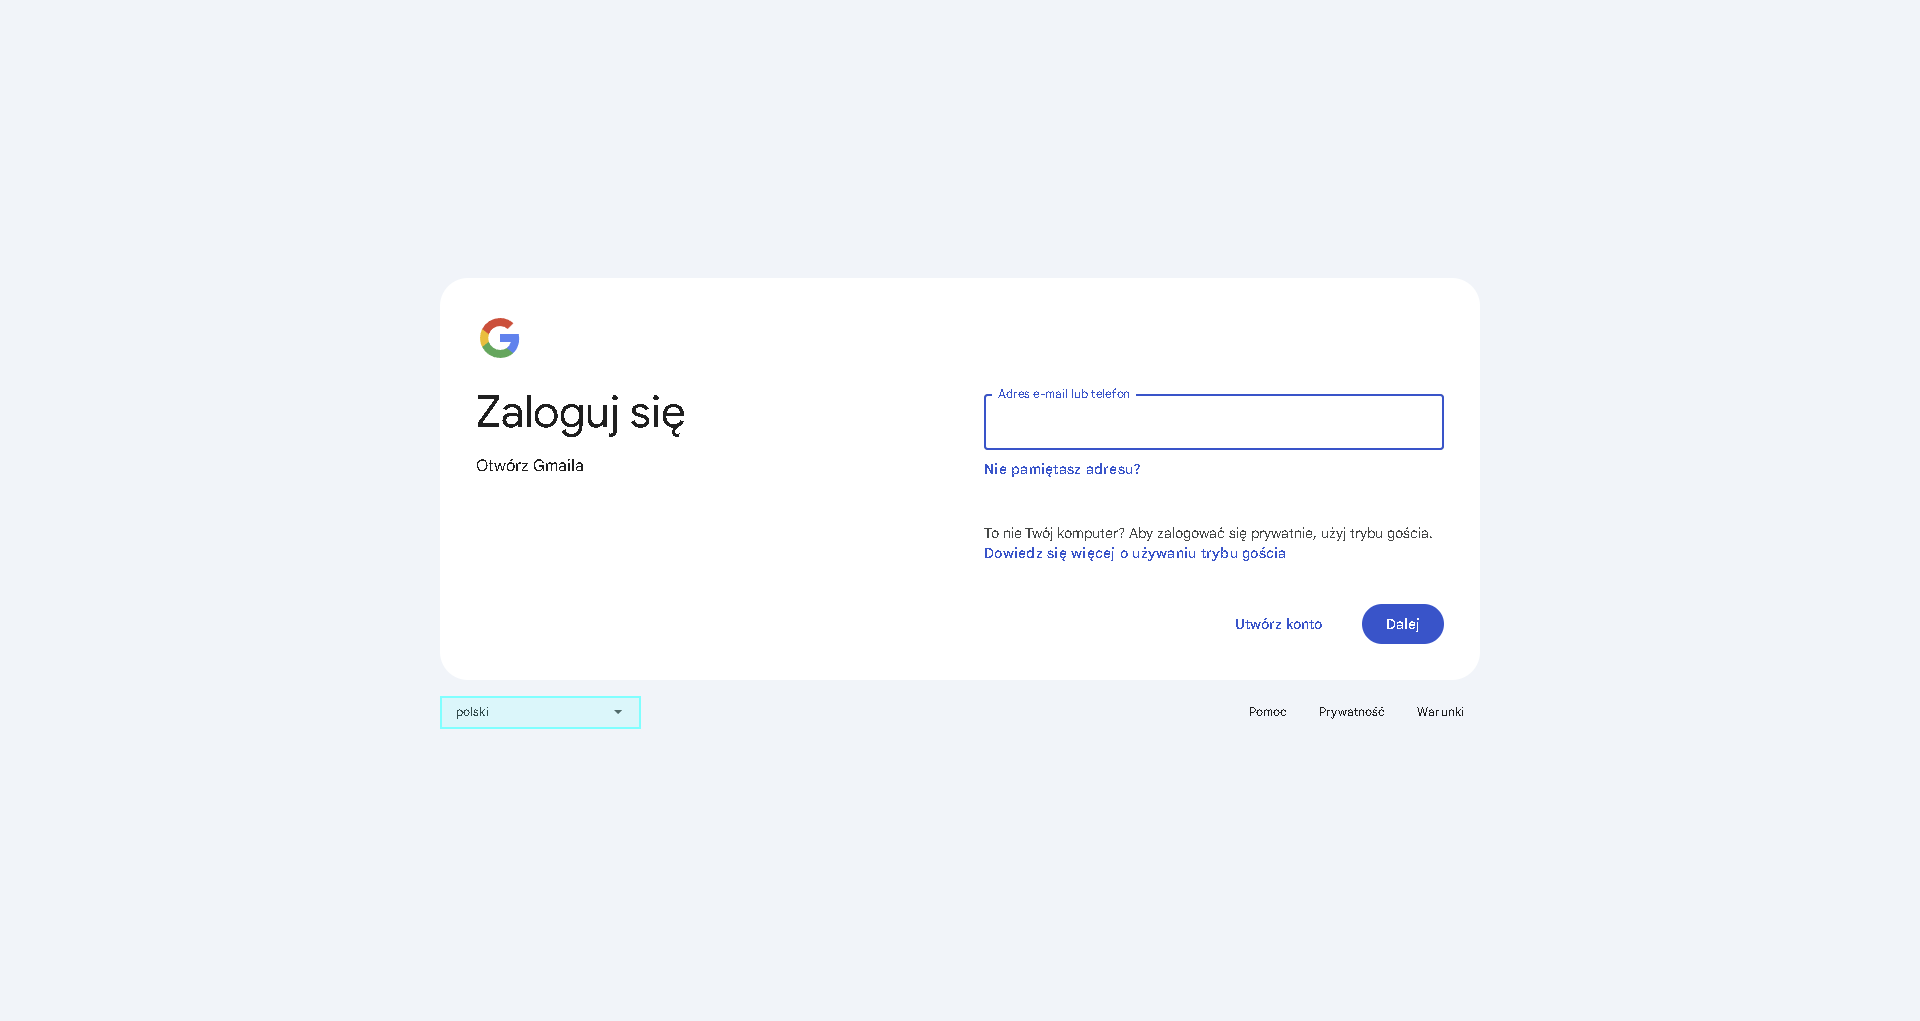 Zaloguj się
Otwórz Gmaila
Adres e-mail lub telefon
Nie pamiętasz adresu?
To nie Twój komputer? Aby zalogować się prywatnie, użyj trybu gościa.
Dowiedz się więcej o używaniu trybu gościa
Utwórz konto
Dalej
polski
Pomoc
Prywatność
Warunki